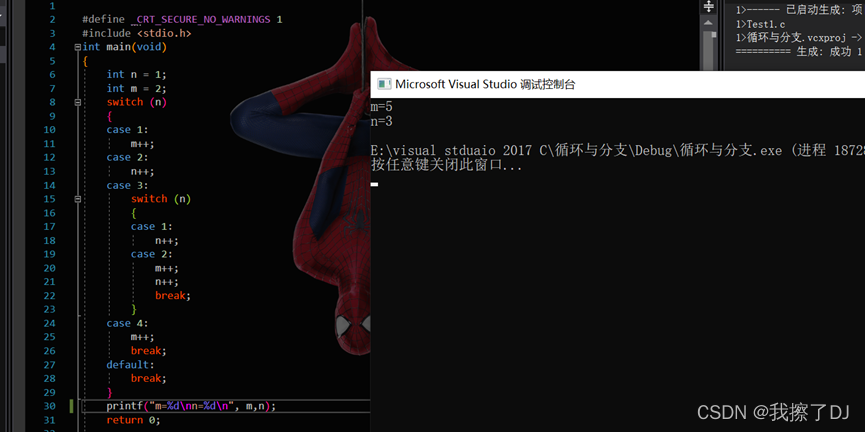 1
2 #define _CRT_SECURE_NO_WARNINGS 1
3 #include <stdio.h>
4 int main(void)
5 {
6 int n = 1;
7 int m = 2;
8 switch (n)
9 {
10 case 1:
11 m++;
12 case 2:
13 n++;
14 case 3:
15 switch (n)
16 {
17 case 1:
18 n++;
19 case 2:
20 m++;
21 n++;
22 break;
23 }
24 case 4:
25 m++;
26 break;
27 default:
28 break;
29 }
30 printf("m=%d\nn=%d\n", m,n);
31 return 0;
1>------ 已启动生成: 项
1>Test1.c
1>循环与分支.vcxproj ->
========== 生成: 成功 1
Microsoft Visual Studio 调试控制台
m=5
n=3
E:\visual stduaio 2017 C\循环与分支\Debug\循环与分支.exe (进程 18728
按任意键关闭此窗口...
CSDN @我擦了DJ